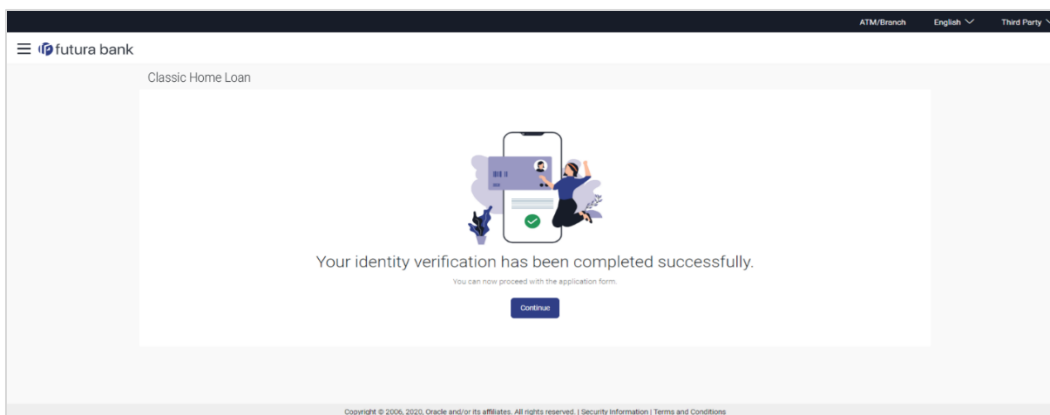 ATM/Branch English Third Party
futura bank
Classic Home Loan
Your identity verification has been completed successfully.
You can now proceed with the application form.
Continue
Copyright © 2006, 2020, Oracle and/or its affiliates. All rights reserved. | Security Information | Terms and Conditions